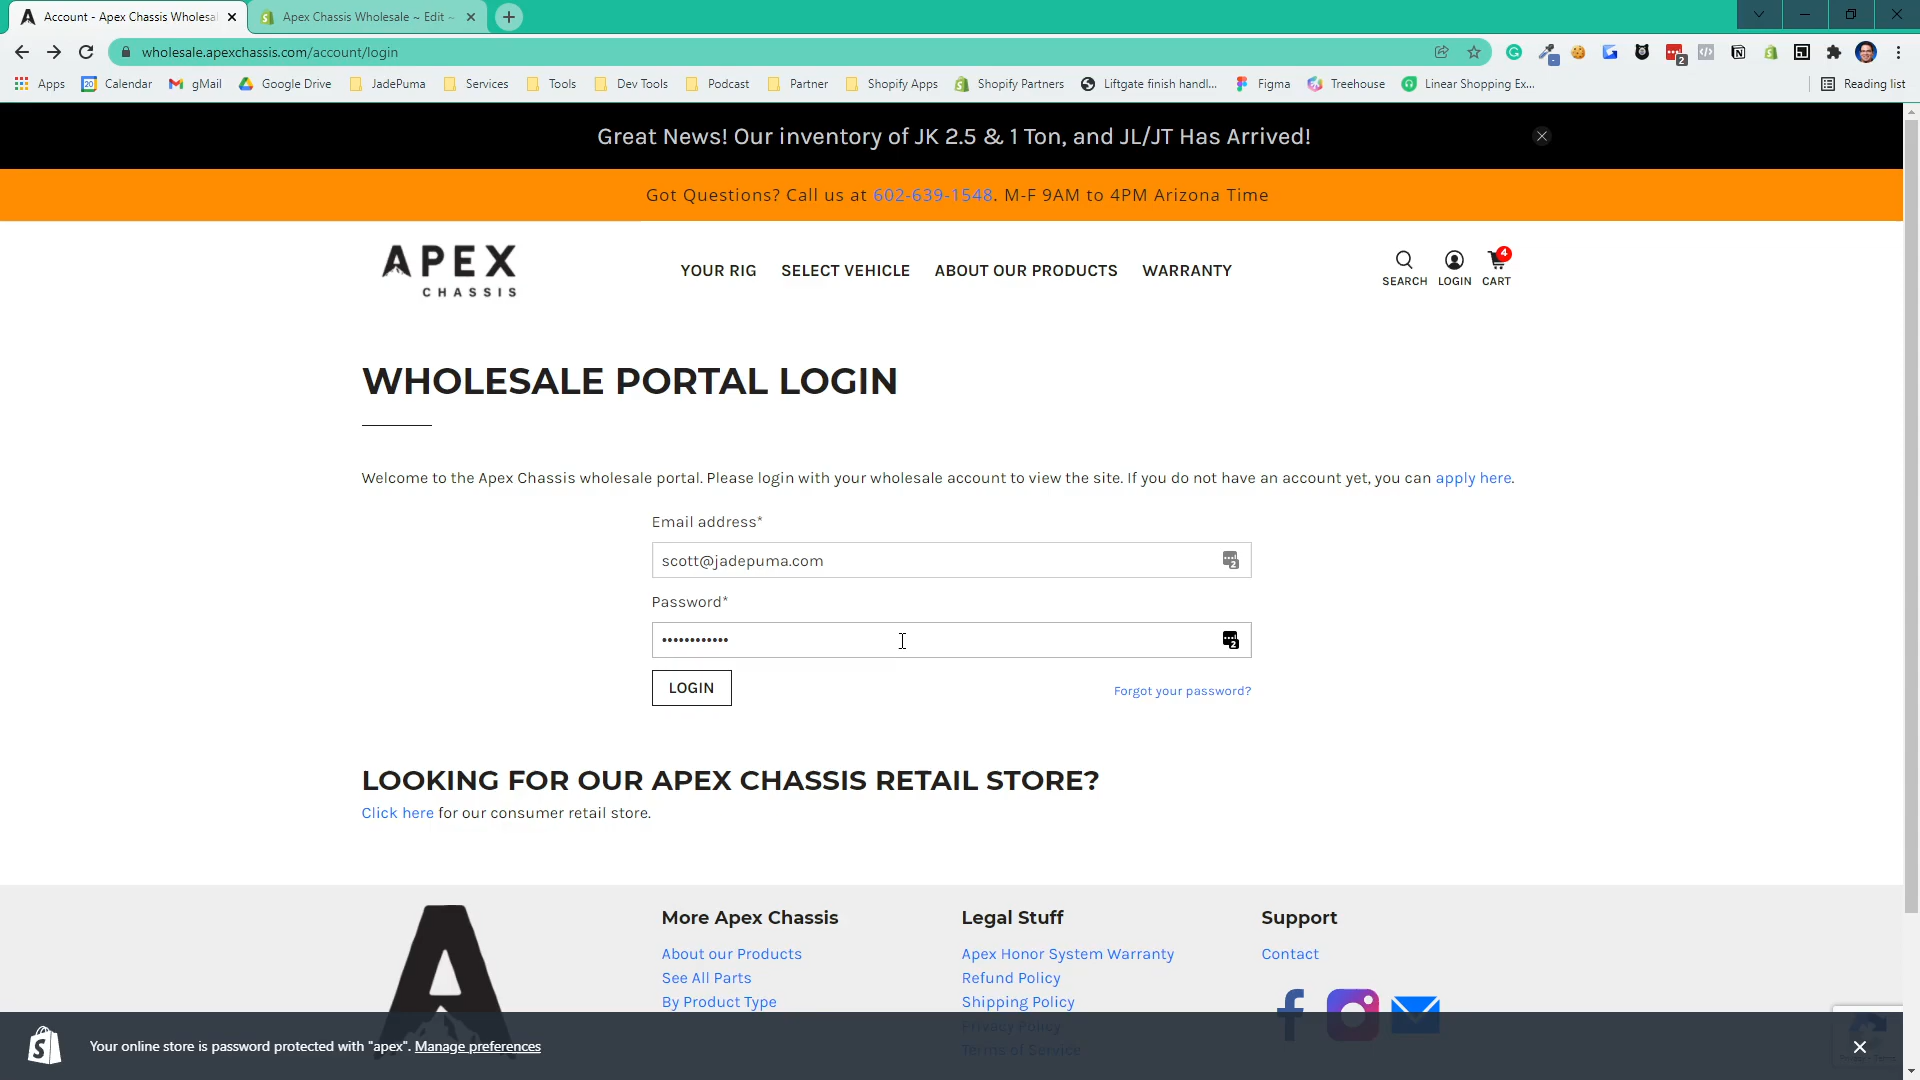 Account - Apex Chassis Wholesa
Apex Chassis Wholesale ~ Edit ~
wholesale.apexchassis.com/account/login
Apps
Calendar
gMail
Google Drive
JadePuma
Services
Tools
Dev Tools
Podcast
Partner
Shopify Apps
Shopify Partners
Liftgate finish handl...
Figma
Treehouse
Linear Shopping Ex...
Reading list
Great News! Our inventory of JK 2.5 & 1 Ton, and JL/JT Has Arrived!
Got Questions? Call us at 602-639-1548. M-F 9AM to 4PM Arizona Time
APEX
CHASSIS
YOUR RIG
SELECT VEHICLE
ABOUT OUR PRODUCTS
WARRANTY
SEARCH
LOGIN
4
CART
WHOLESALE PORTAL LOGIN
Welcome to the Apex Chassis wholesale portal. Please login with your wholesale account to view the site. If you do not have an account yet, you can apply here.
Email address*
scott@jadepuma.com
Password*
••••••••••••
LOGIN
Forgot your password?
LOOKING FOR OUR APEX CHASSIS RETAIL STORE?
Click here for our consumer retail store.
More Apex Chassis
About our Products
See All Parts
By Product Type
Legal Stuff
Apex Honor System Warranty
Refund Policy
Shipping Policy
Privacy Policy
Terms of Service
Support
Contact
Your online store is password protected with "apex". Manage preferences